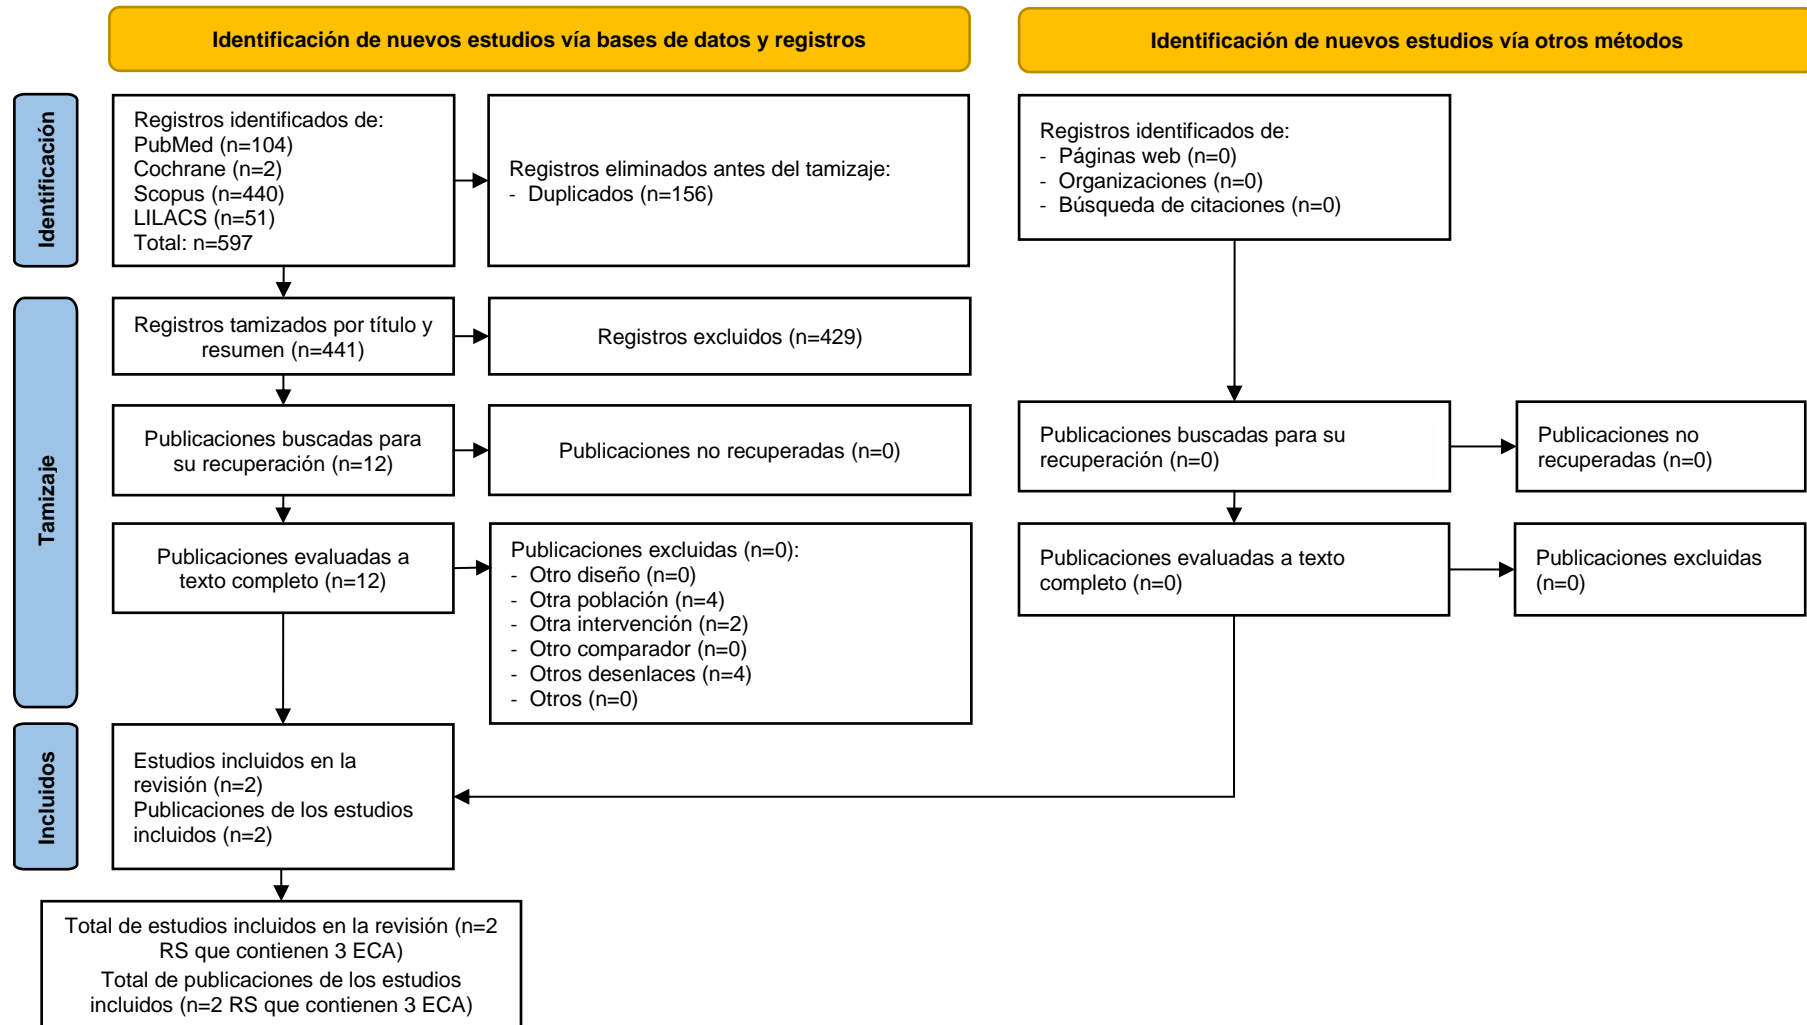 Identificación de nuevos estudios vía bases de datos y registros
Identificación de nuevos estudios vía otros métodos
Identificación
Registros identificados de:
PubMed (n=104)
Cochrane (n=2)
Scopus (n=440)
LILACS (n=51)
Total: n=597
Registros eliminados antes del tamizaje:
- Duplicados (n=156)
Registros identificados de:
- Páginas web (n=0)
- Organizaciones (n=0)
- Búsqueda de citaciones (n=0)
Tamizaje
Registros tamizados por título y
resumen (n=441)
Registros excluidos (n=429)
Publicaciones buscadas para
su recuperación (n=12)
Publicaciones no recuperadas (n=0)
Publicaciones buscadas para su
recuperación (n=0)
Publicaciones no
recuperadas (n=0)
Publicaciones evaluadas a
texto completo (n=12)
Publicaciones excluidas (n=0):
- Otro diseño (n=0)
- Otra población (n=4)
- Otra intervención (n=2)
- Otro comparador (n=0)
- Otros desenlaces (n=4)
- Otros (n=0)
Publicaciones evaluadas a texto
completo (n=0)
Publicaciones excluidas
(n=0)
Incluidos
Estudios incluidos en la
revisión (n=2)
Publicaciones de los estudios
incluidos (n=2)
Total de estudios incluidos en la revisión (n=2
RS que contienen 3 ECA)
Total de publicaciones de los estudios
incluidos (n=2 RS que contienen 3 ECA)